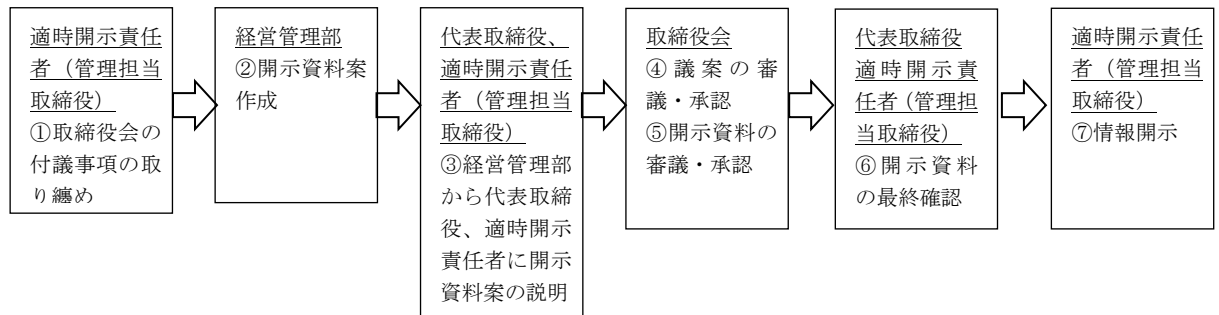 適時開示責任
者（管理担当
取締役）
①取締役会の
付議事項の取
り纏め
経営管理部
②開示資料案
作成
代表取締役、
適時開示責任
者（管理担当
取締役）
③経営管理部
から代表取締
役、適時開示
責任者に開示
資料案の説明
取締役会
④議案の審
議・承認
⑤開示資料の
審議・承認
代表取締役
適時開示責
任者（管理担
当取締役）
⑥開示資料
の最終確認
適時開示責任
者（管理担当
取締役）
⑦情報開示